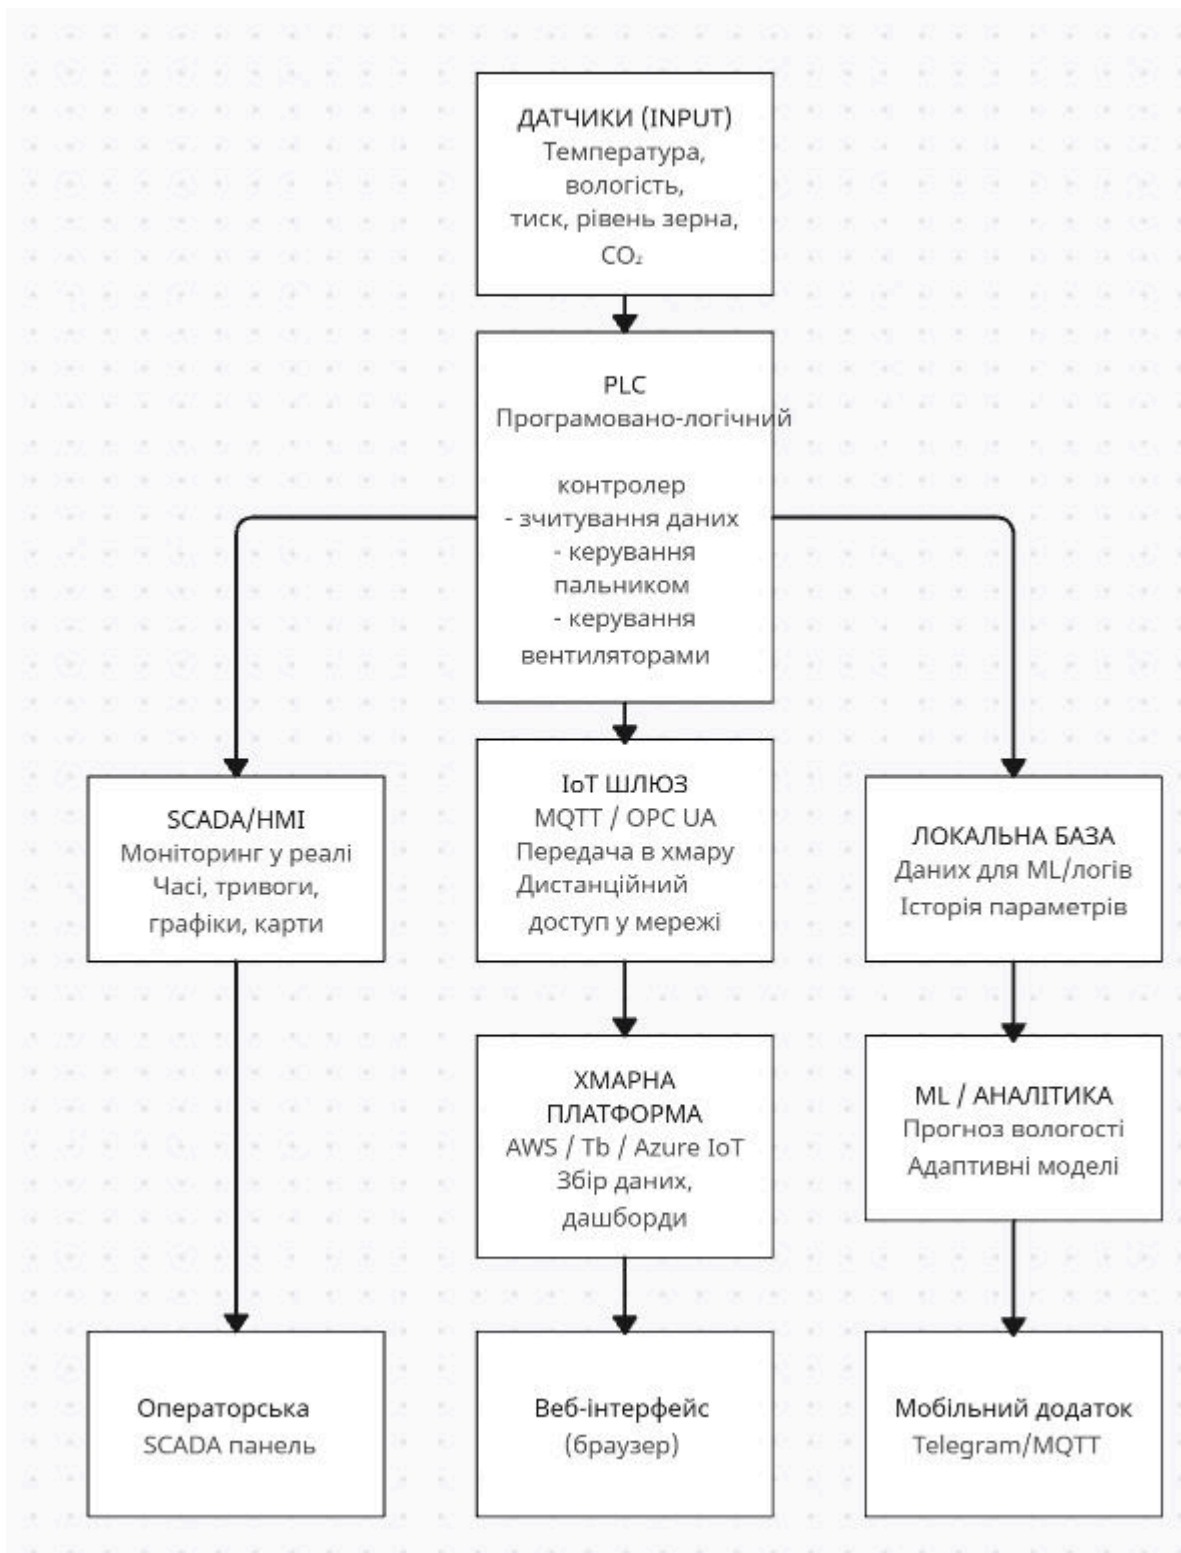 ДАТЧИКИ (INPUT)
Температура,
вологість,
тиск, рівень зерна,
CO₂
PLC
Програмовано-логічний
контролер
- зчитування даних
- керування
пальником
- керування
вентиляторами
SCADA/HMI
Моніторинг у реалі
Часі, тривоги,
графіки, карти
IoT ШЛЮЗ
MQTT / OPC UA
Передача в хмару
Дистанційний
доступ у мережі
ЛОКАЛЬНА БАЗА
Даних для ML/логів
Історія параметрів
ХМАРНА
ПЛАТФОРМА
AWS / Tb / Azure IoT
Збір даних,
дашборди
ML / АНАЛІТИКА
Прогноз вологості
Адаптивні моделі
Операторська
SCADA панель
Веб-інтерфейс
(браузер)
Мобільний додаток
Telegram/MQTT